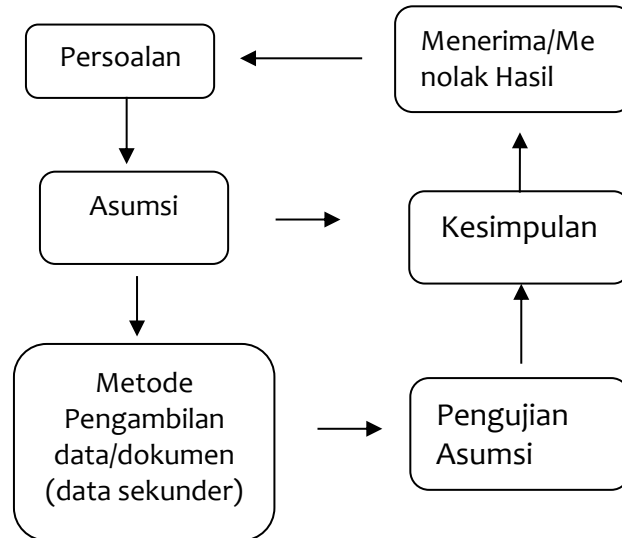 Persoalan
Menerima/Me
nolak Hasil
Asumsi
Kesimpulan
Metode
Pengambilan
data/dokumen
(data sekunder)
Pengujian
Asumsi